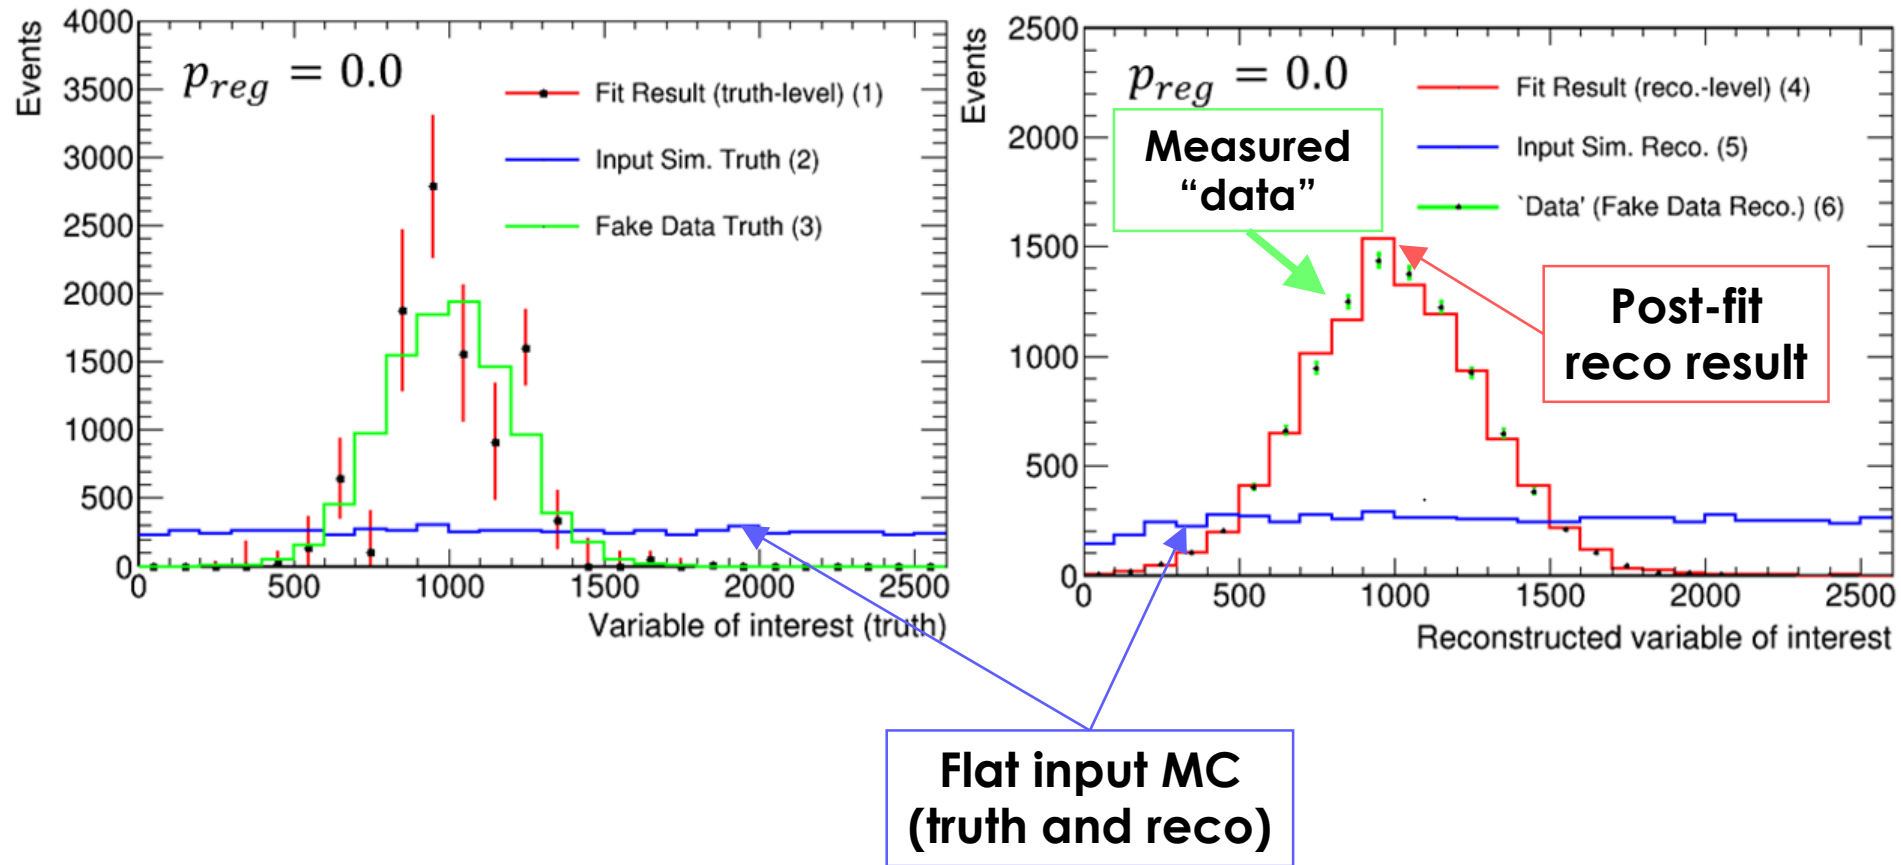 Events
4000
3500
3000
2500
2000
1500
1000
500
0
p_reg = 0.0
Fit Result (truth-level) (1)
Input Sim. Truth (2)
Fake Data Truth (3)
0 500 1000 1500 2000 2500
Variable of interest (truth)
Events
2500
2000
1500
1000
500
0
p_reg = 0.0
Fit Result (reco.-level) (4)
Input Sim. Reco. (5)
`Data' (Fake Data Reco.) (6)
Measured
“data”
Post-fit
reco result
0 500 1000 1500 2000 2500
Reconstructed variable of interest
Flat input MC
(truth and reco)